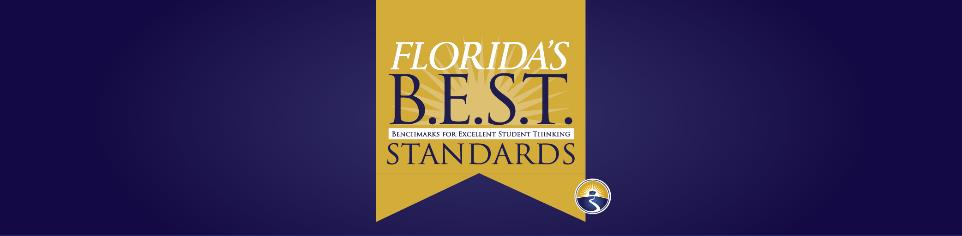 FLORIDA'S
B.E.S.T.
BENCHMARKS FOR EXCELLENT STUDENT THINKING
STANDARDS